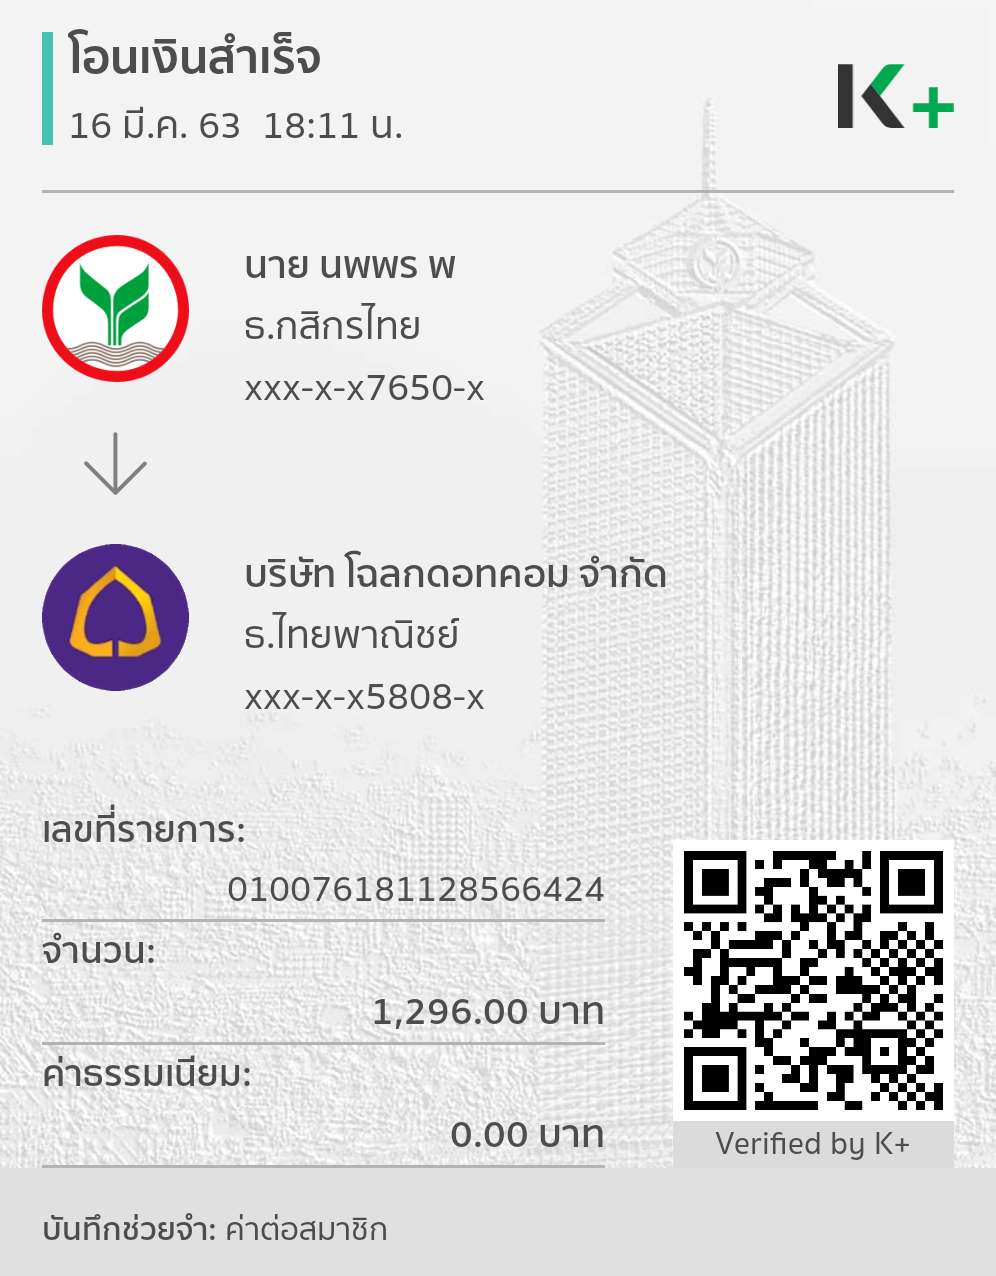 โอนเงินสำเร็จ
16 มี.ค. 63 18:11 น.
K+
นาย นพพร พ
ธ.กสิกรไทย
xxx-x-x7650-x
บริษัท โฉลกดอทคอม จำกัด
ธ.ไทยพาณิชย์
xxx-x-x5808-x
เลขที่รายการ:
010076181128566424
จำนวน:
1,296.00 บาท
ค่าธรรมเนียม:
0.00 บาท
Verified by K+
บันทึกช่วยจำ: ค่าต่อสมาชิก